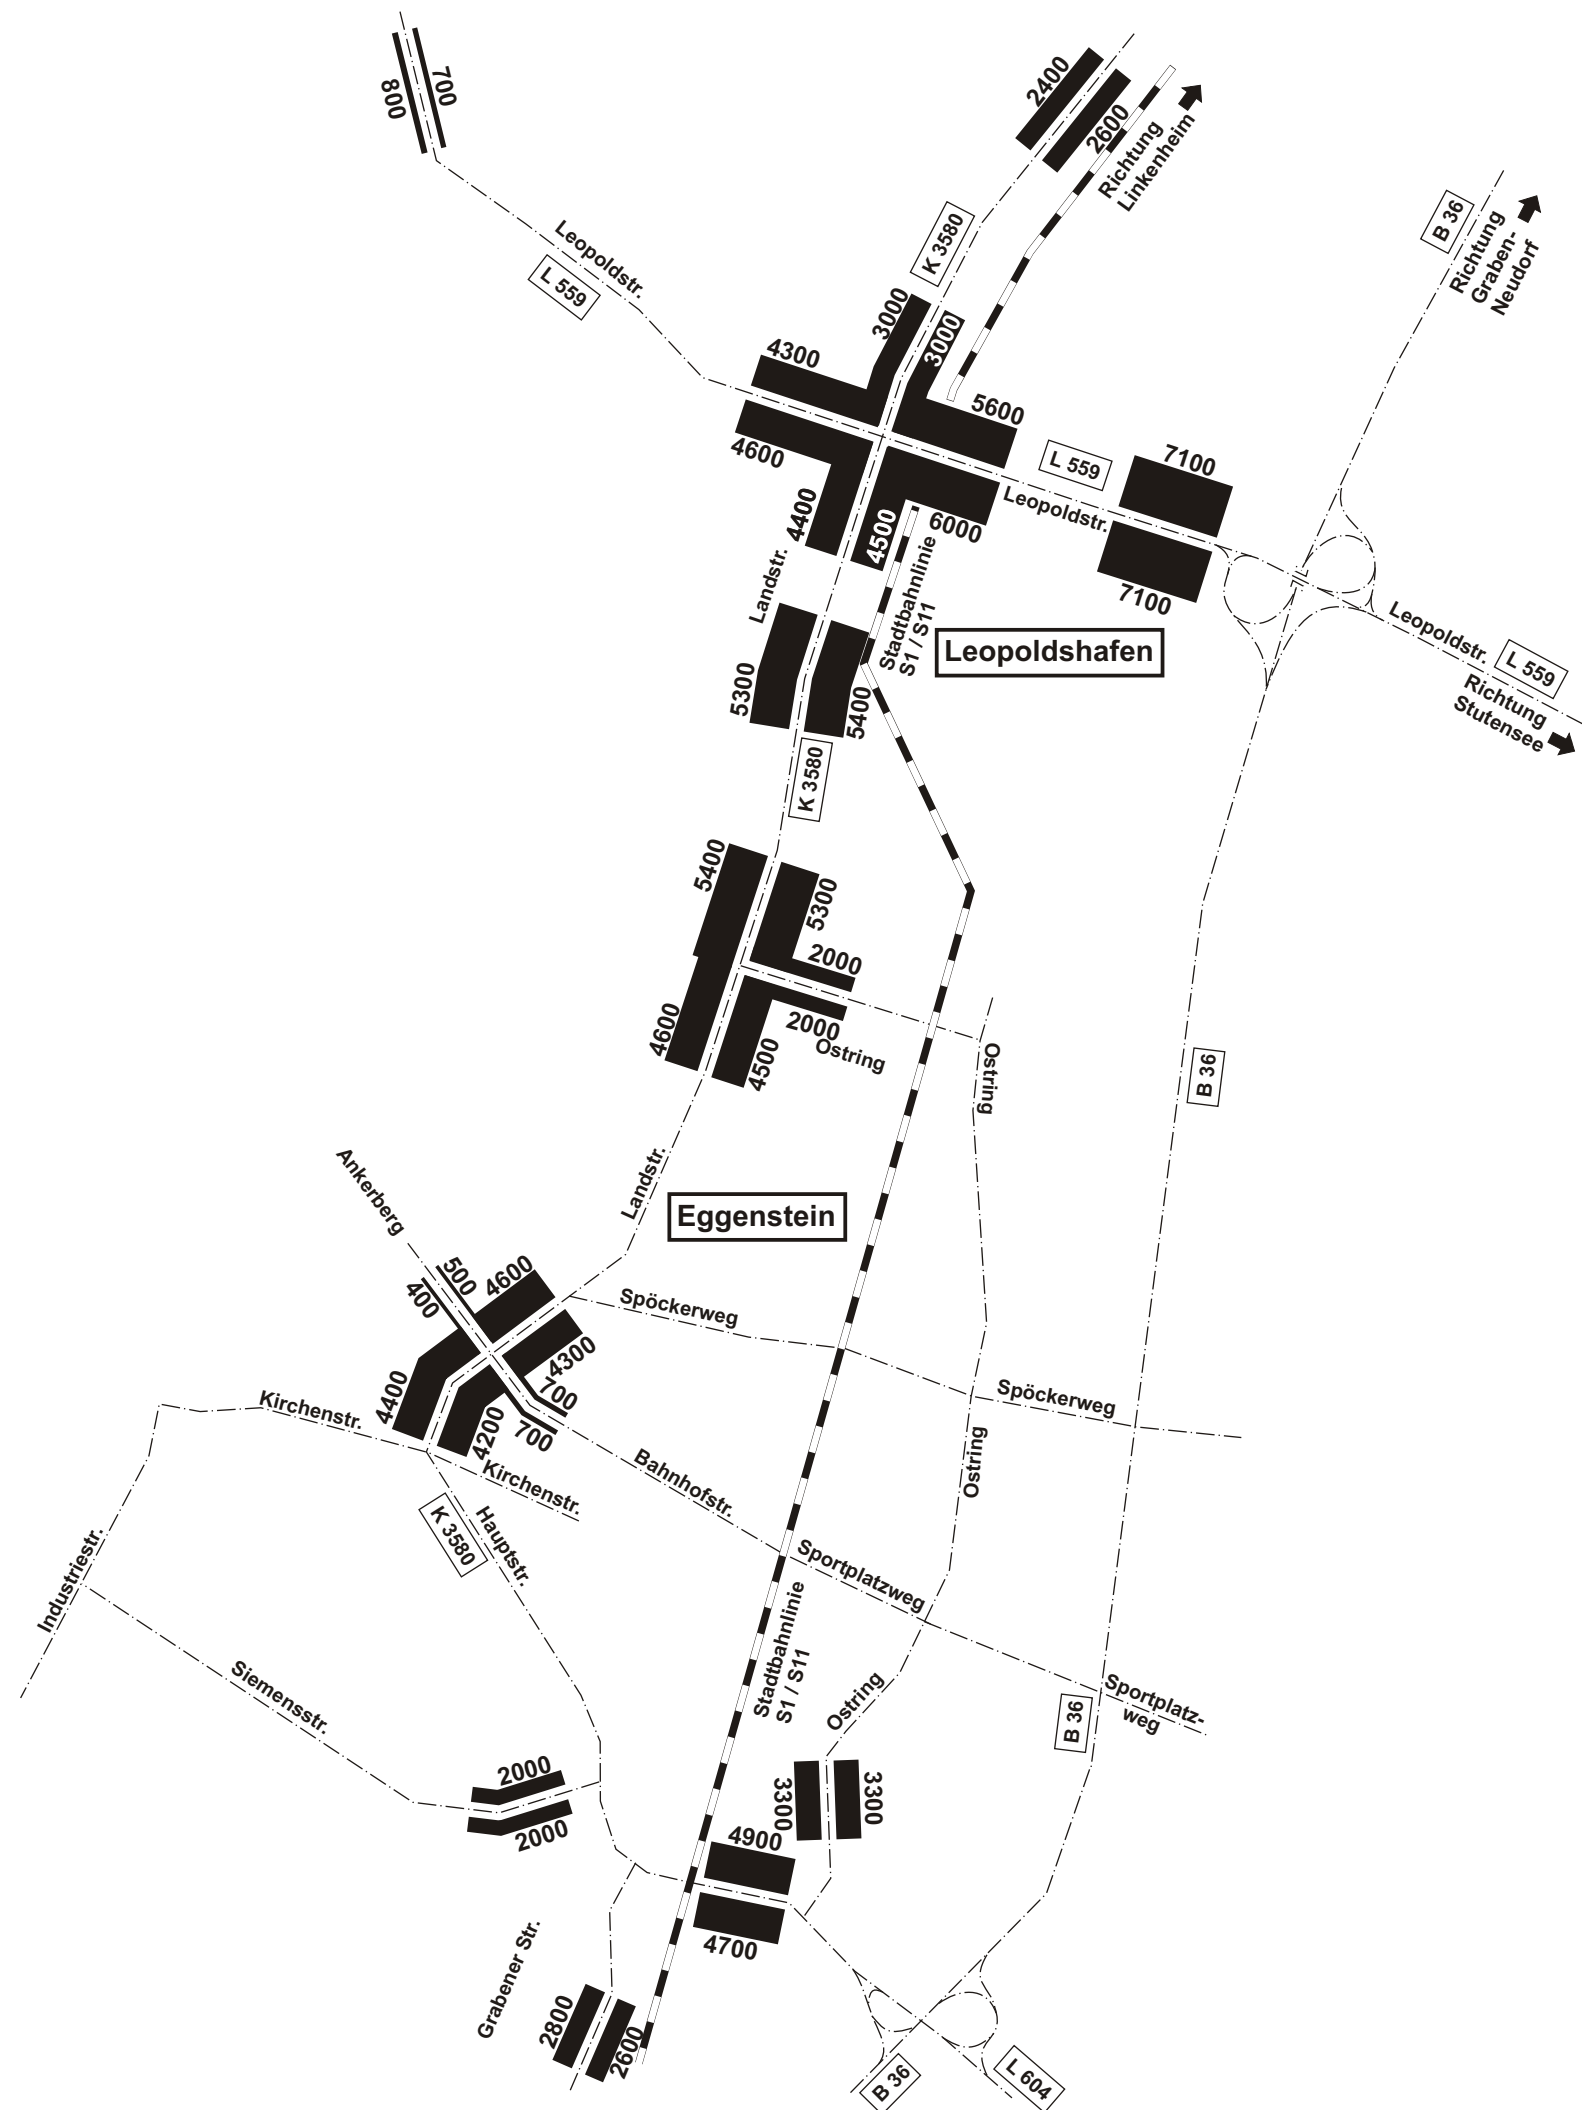 700
800
2400
2600
Richtung
Linkenheim
B 36
Richtung
Graben-
Neudorf
Leopoldstr.
L 559
K 3580
3000
3000
4300
4600
5600
6000
4400
4500
L 559
Leopoldstr.
7100
7100
Landstr.
Stadtbahnlinie
S1 / S11
Leopoldshafen
Leopoldstr.
L 559
Richtung
Stutensee
5300
5400
K 3580
5400
5300
2000
2000
4600
4500
Ostring
Ostring
B 36
Ankerberg
Landstr.
Eggenstein
500
400
4600
4300
Spöckerweg
4400
4200
700
700
Kirchenstr.
Kirchenstr.
Spöckerweg
Bahnhofstr.
Ostring
K 3580
Hauptstr.
Industriestr.
Sportplatzweg
Stadtbahnlinie
S1 / S11
Siemensstr.
Ostring
Sportplatz-
weg
B 36
2000
2000
3300
3300
4900
4700
Grabener Str.
2800
2600
B 36
L 604